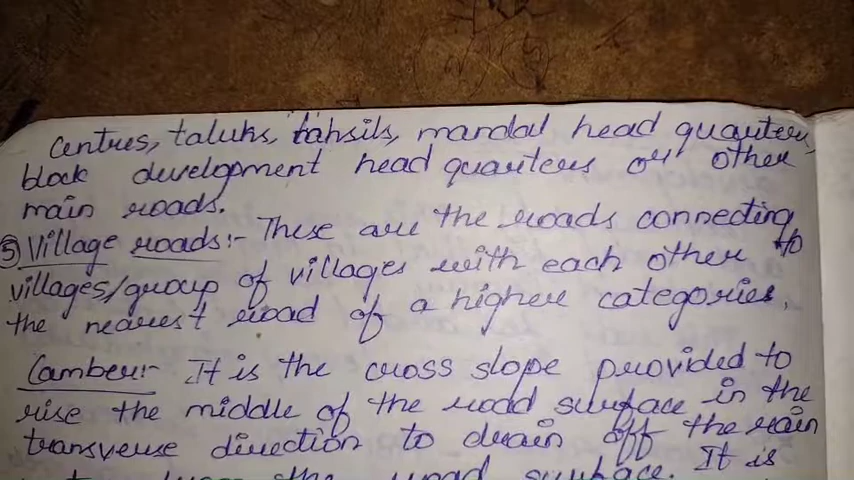 centres, taluks, tahsils, mandal head quarters,
block development head quarters or other
main roads.
⑤ Village roads:- These are the roads connecting
villages/group of villages with each other to
the nearest road of a higher categories.
Camber:- It is the cross slope provided to
rise the middle of the road surface in the
transverse direction to drain off the rain
the road surface. It is